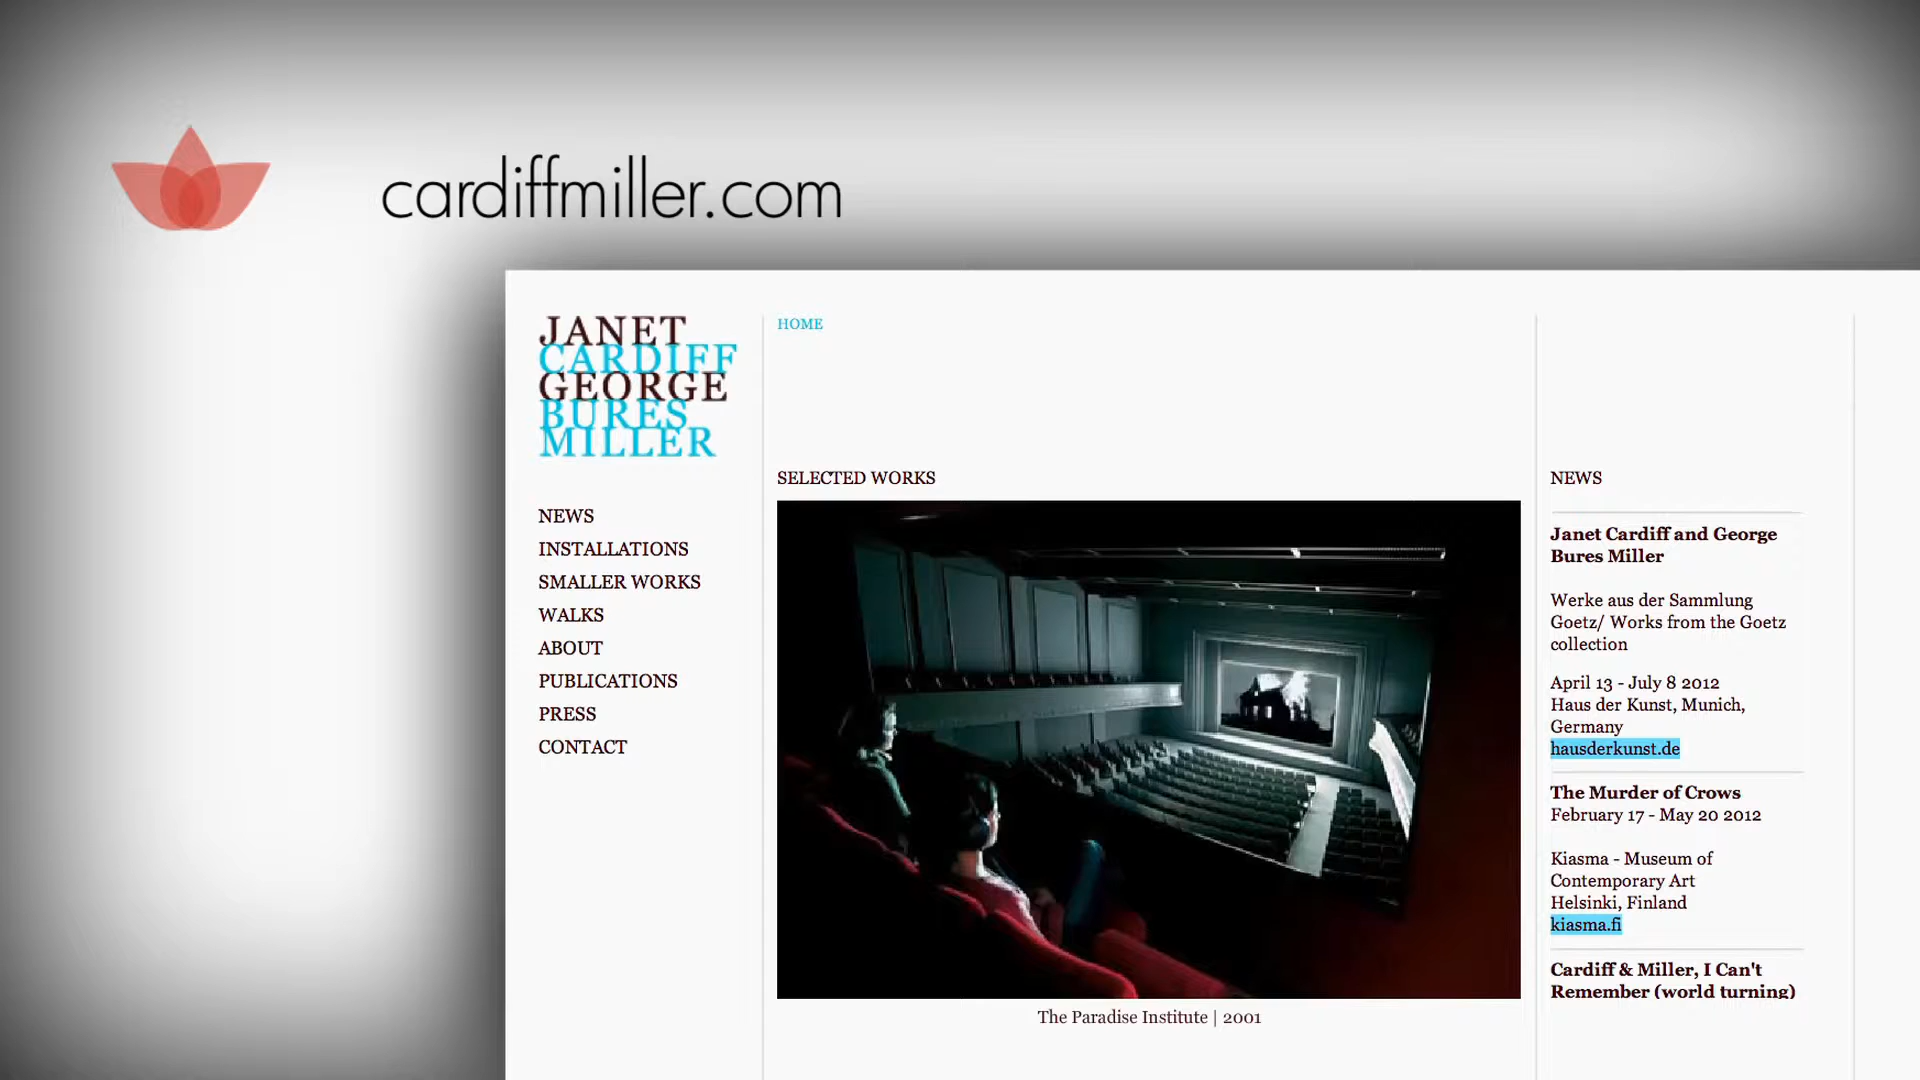 cardiffmiller.com
JANET
CARDIFF
GEORGE
BURES
MILLER
NEWS
INSTALLATIONS
SMALLER WORKS
WALKS
ABOUT
PUBLICATIONS
PRESS
CONTACT
HOME
SELECTED WORKS
The Paradise Institute | 2001
NEWS
Janet Cardiff and George
Bures Miller
Werke aus der Sammlung
Goetz/ Works from the Goetz
collection
April 13 - July 8 2012
Haus der Kunst, Munich,
Germany
hausderkunst.de
The Murder of Crows
February 17 - May 20 2012
Kiasma - Museum of
Contemporary Art
Helsinki, Finland
kiasma.fi
Cardiff & Miller, I Can't
Remember (world turning)